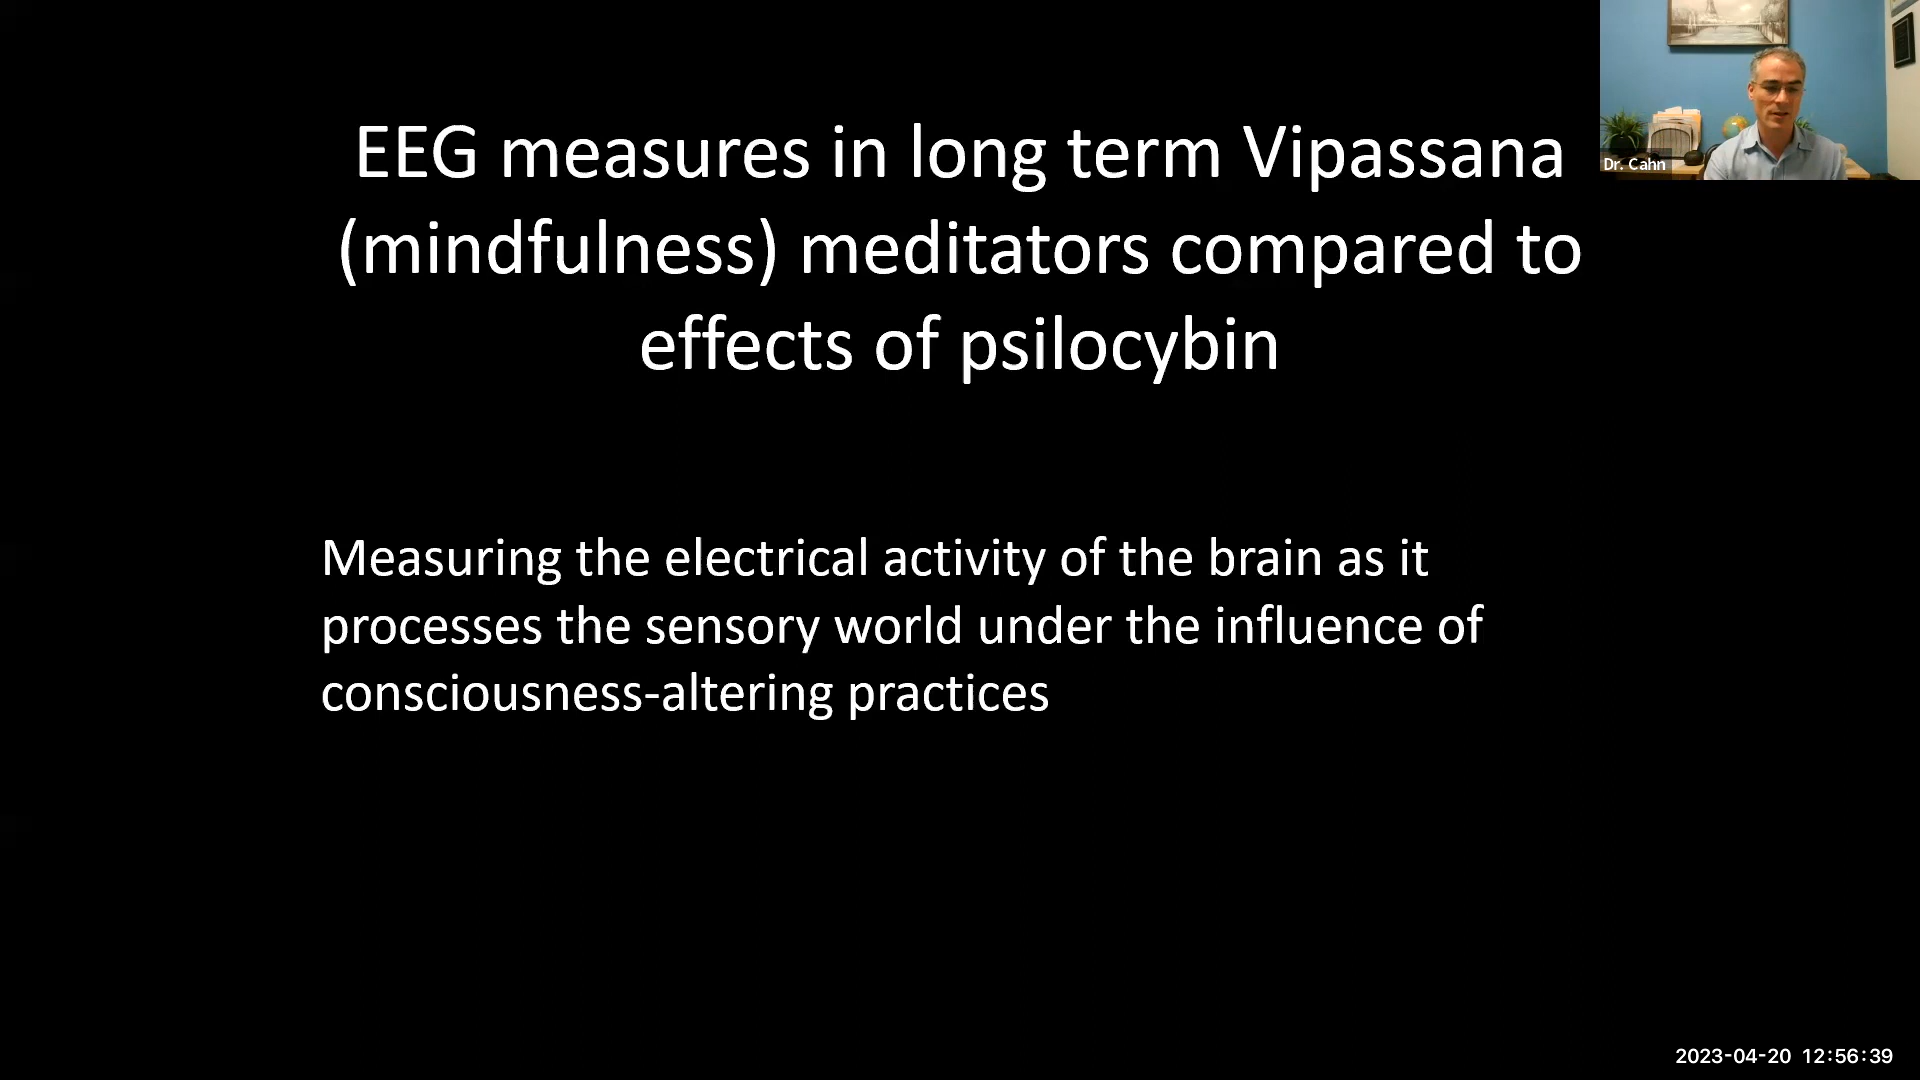 EEG measures in long term Vipassana
(mindfulness) meditators compared to
effects of psilocybin
Dr. Cahn
Measuring the electrical activity of the brain as it
processes the sensory world under the influence of
consciousness-altering practices
2023-04-20 12:56:39